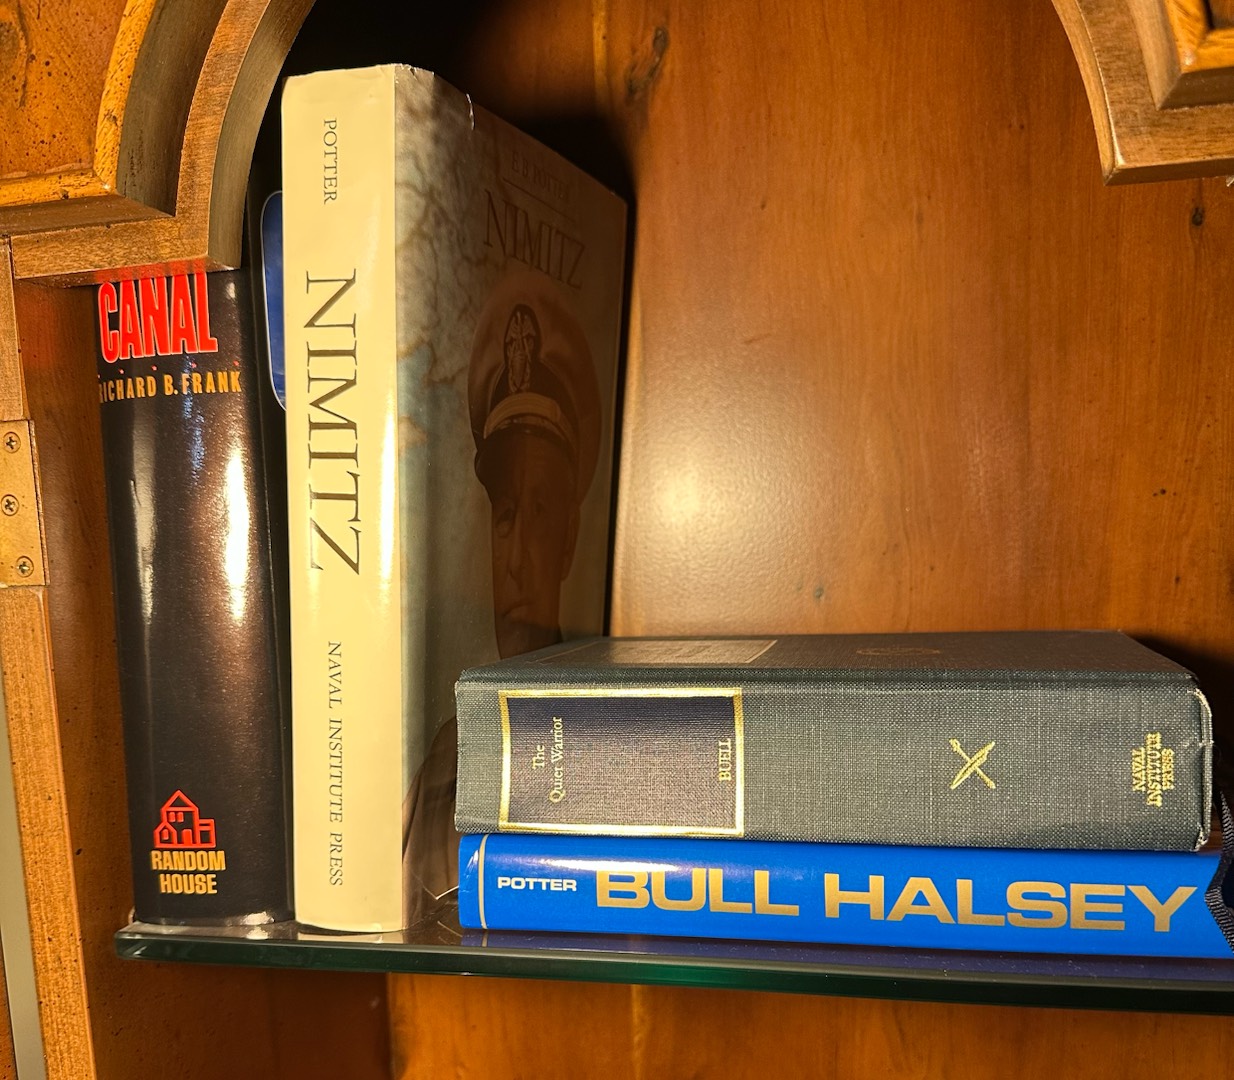 CANAL
RICHARD B. FRANK
RANDOM
HOUSE
POTTER
NIMITZ
NAVAL INSTITUTE PRESS
E. B. POTTER
NIMITZ
The
Quiet Warrior
BUELL
NAVAL
INSTITUTE
PRESS
POTTER
BULL HALSEY